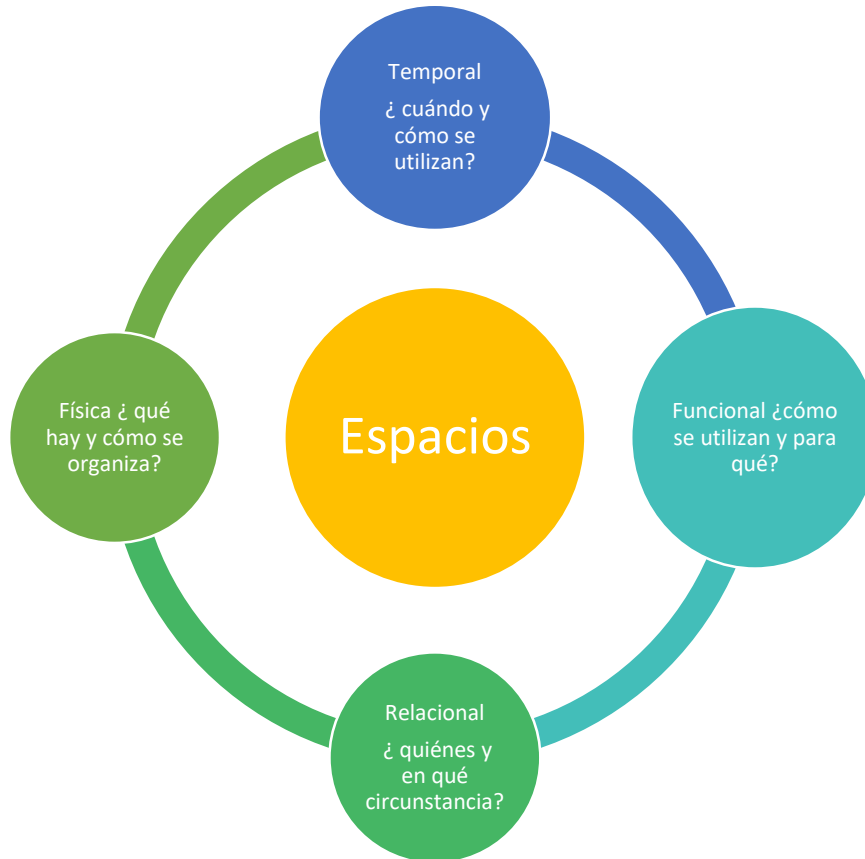 Temporal
¿ cuándo y
cómo se
utilizan?
Física ¿ qué
hay y cómo se
organiza?
Espacios
Funcional ¿cómo
se utilizan y para
qué?
Relacional
¿ quiénes y
en qué
circunstancia?